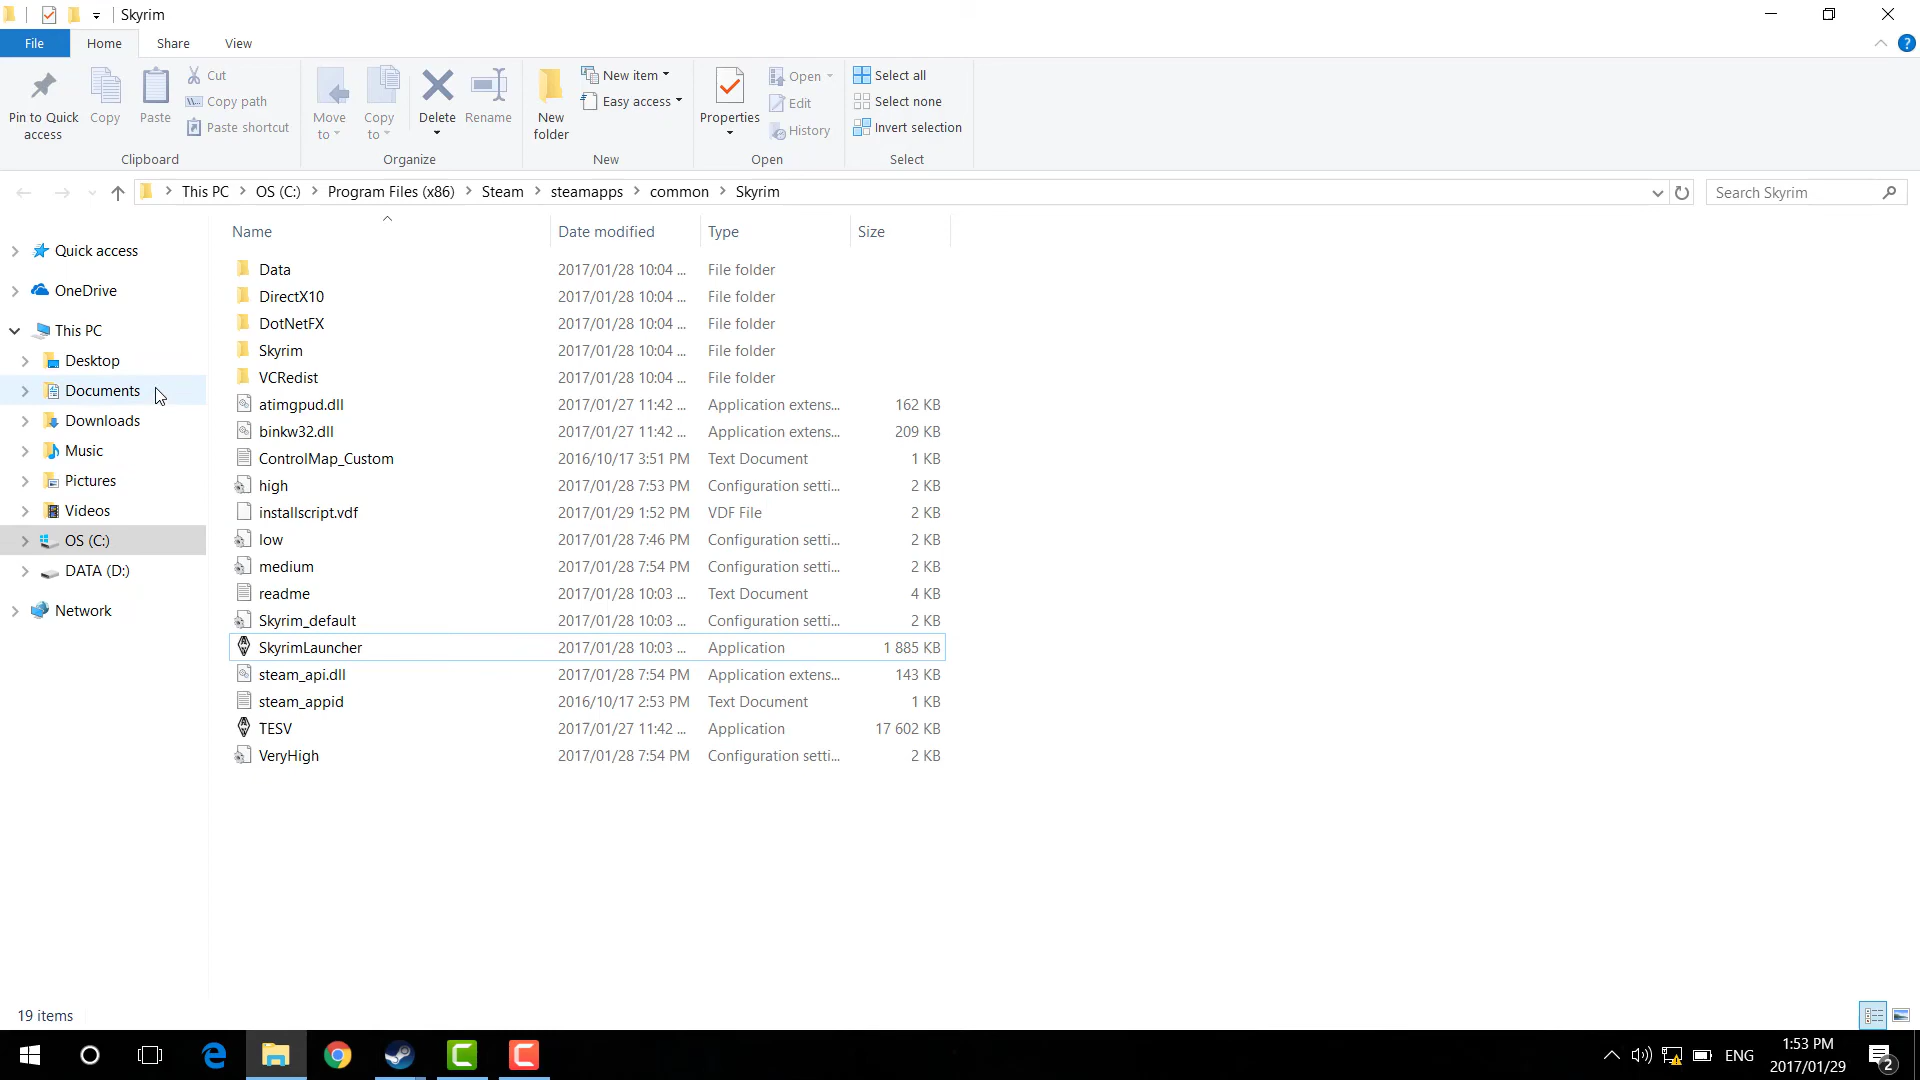 Skyrim
File Home Share View
Pin to Quick access
Copy
Paste
Cut
Copy path
Paste shortcut
Clipboard
Move to
Copy to
Delete
Rename
Organize
New folder
New item
Easy access
New
Properties
Open
Edit
History
Open
Select all
Select none
Invert selection
Select
This PC > OS (C:) > Program Files (x86) > Steam > steamapps > common > Skyrim
Search Skyrim
Quick access
OneDrive
This PC
Desktop
Documents
Downloads
Music
Pictures
Videos
OS (C:)
DATA (D:)
Network
Name Date modified Type Size
Data 2017/01/28 10:04 ... File folder
DirectX10 2017/01/28 10:04 ... File folder
DotNetFX 2017/01/28 10:04 ... File folder
Skyrim 2017/01/28 10:04 ... File folder
VCRedist 2017/01/28 10:04 ... File folder
atimgpud.dll 2017/01/27 11:42 ... Application extens... 162 KB
binkw32.dll 2017/01/27 11:42 ... Application extens... 209 KB
ControlMap_Custom 2016/10/17 3:51 PM Text Document 1 KB
high 2017/01/28 7:53 PM Configuration setti... 2 KB
installscript.vdf 2017/01/29 1:52 PM VDF File 2 KB
low 2017/01/28 7:46 PM Configuration setti... 2 KB
medium 2017/01/28 7:54 PM Configuration setti... 2 KB
readme 2017/01/28 10:03 ... Text Document 4 KB
Skyrim_default 2017/01/28 10:03 ... Configuration setti... 2 KB
SkyrimLauncher 2017/01/28 10:03 ... Application 1 885 KB
steam_api.dll 2017/01/28 7:54 PM Application extens... 143 KB
steam_appid 2016/10/17 2:53 PM Text Document 1 KB
TESV 2017/01/27 11:42 ... Application 17 602 KB
VeryHigh 2017/01/28 7:54 PM Configuration setti... 2 KB
19 items
ENG
1:53 PM
2017/01/29
2